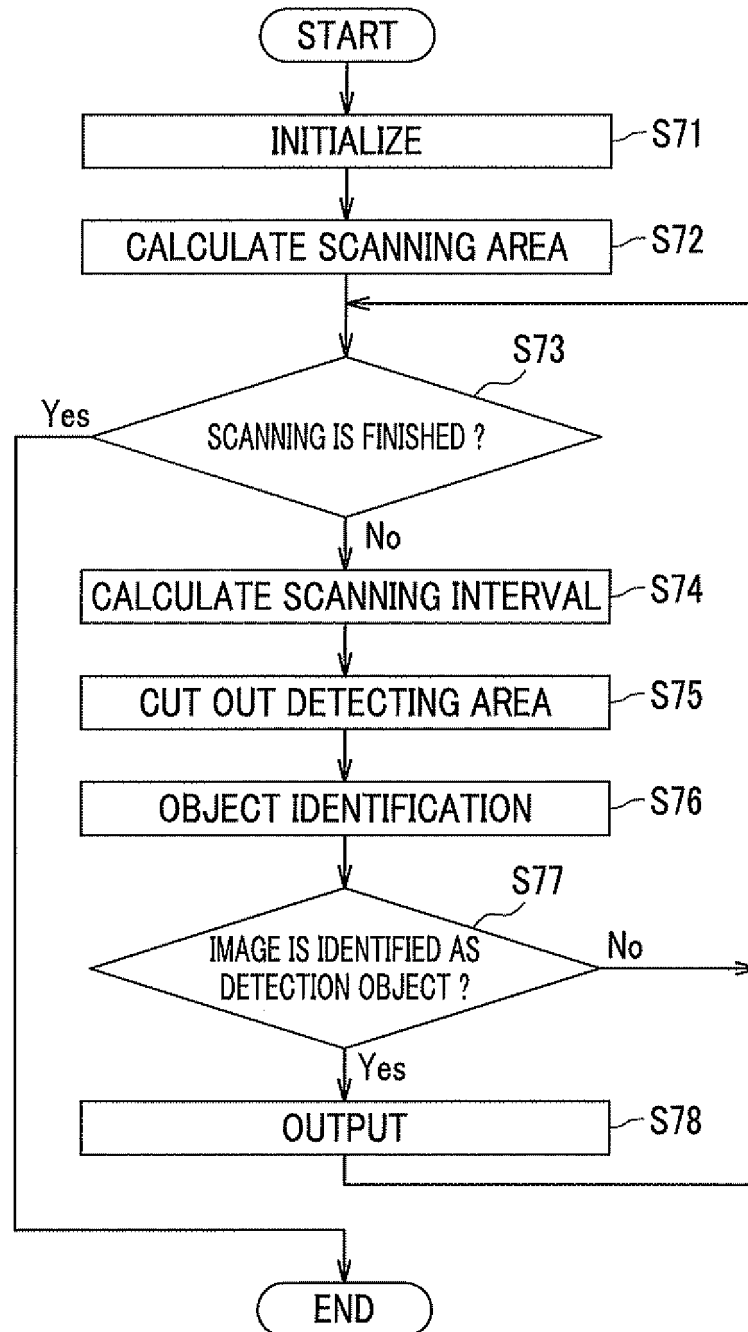 START
INITIALIZE
S71
CALCULATE SCANNING AREA
S72
S73
Yes
SCANNING IS FINISHED ?
No
CALCULATE SCANNING INTERVAL
S74
CUT OUT DETECTING AREA
S75
OBJECT IDENTIFICATION
S76
S77
IMAGE IS IDENTIFIED AS
DETECTION OBJECT ?
No
Yes
OUTPUT
S78
END